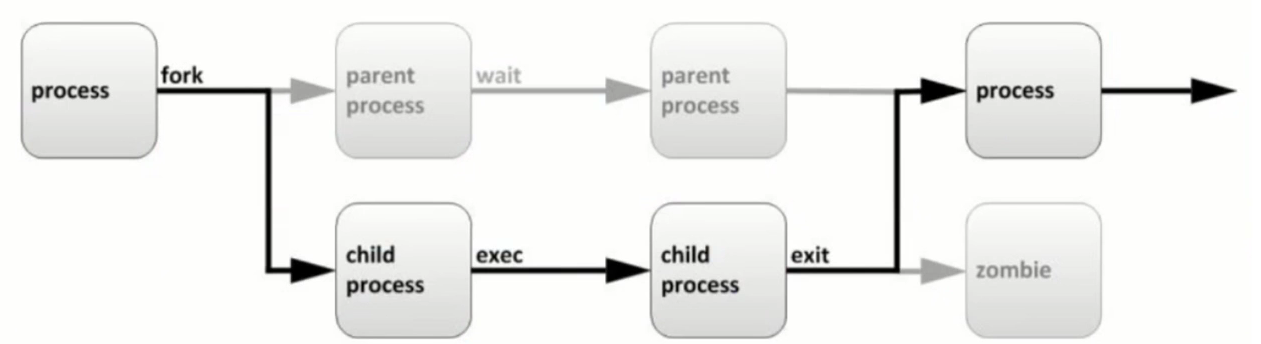 process
fork
parent
process
wait
parent
process
process
child
process
exec
child
process
exit
zombie